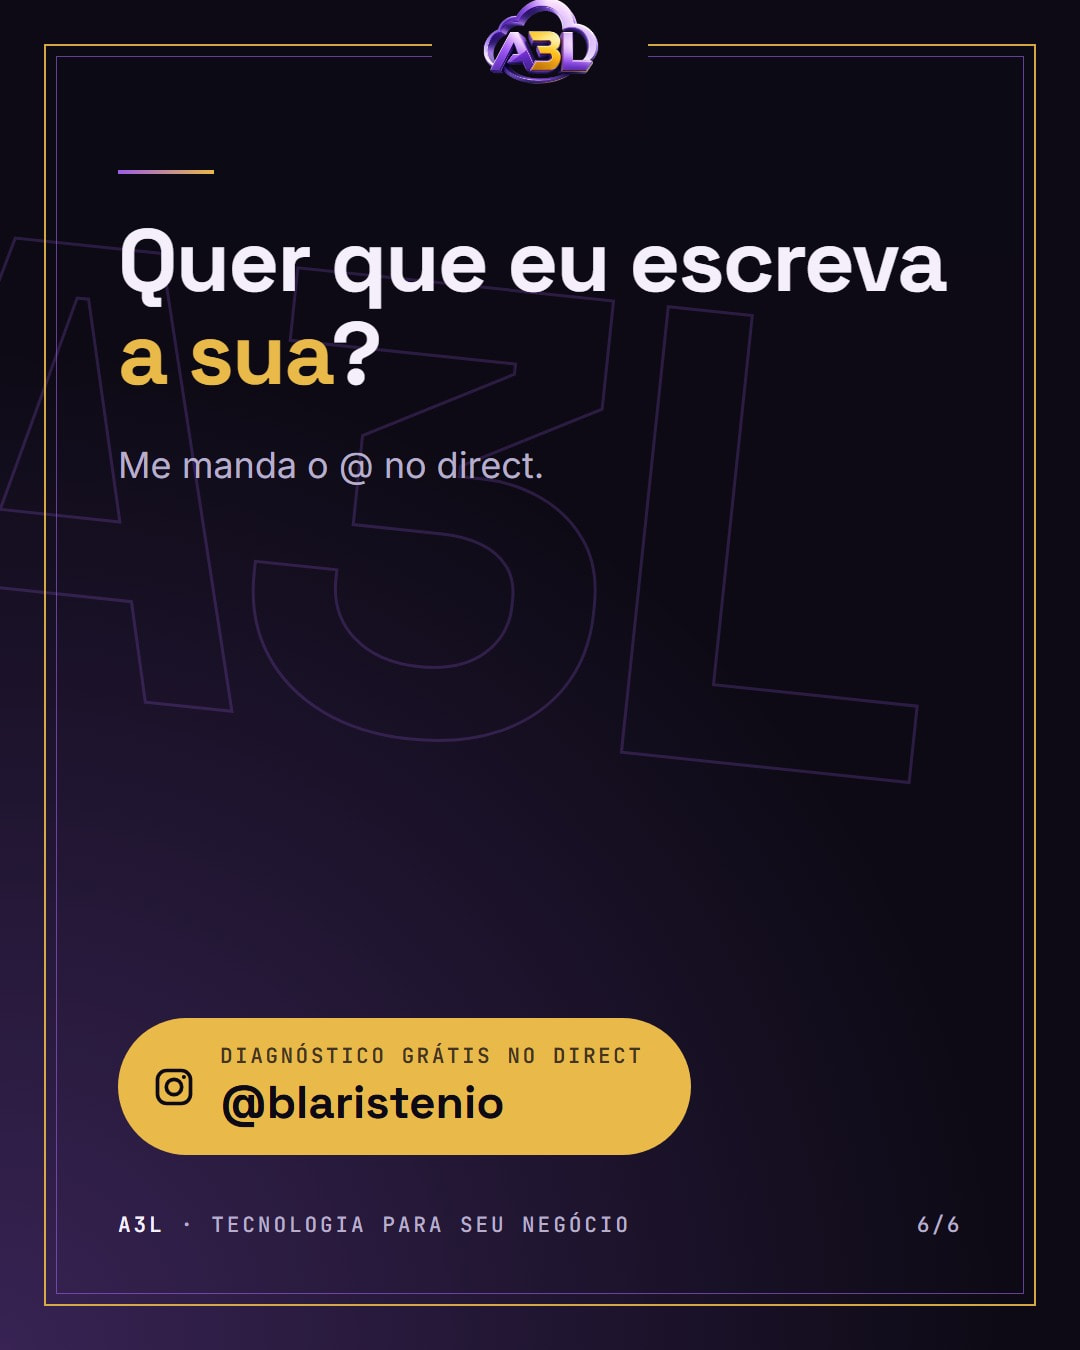 A3L
Quer que eu escreva
a sua?
Me manda o @ no direct.
A3L
DIAGNÓSTICO GRÁTIS NO DIRECT
@blaristenio
A3L · TECNOLOGIA PARA SEU NEGÓCIO
6/6